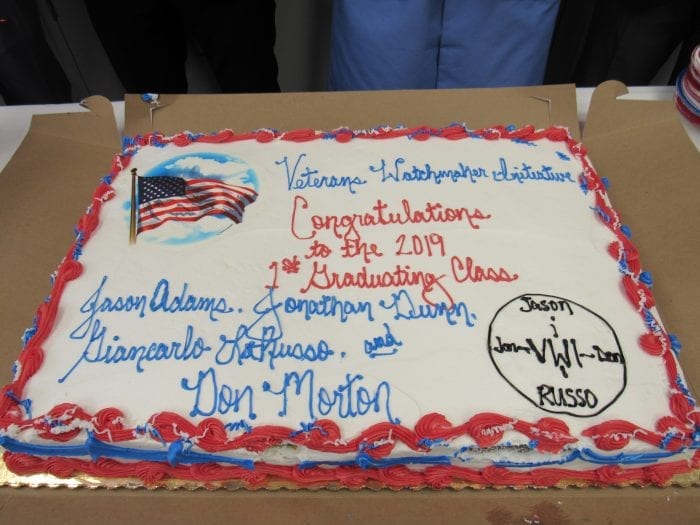 Veterans Watchmaker Initiative
Congratulations
to the 2019
1st Graduating Class
Jason Adams, Jonathan Dunn,
Giancarlo LoRusso, and
Don Morton
Jason
Jon VWI Don
RUSSO